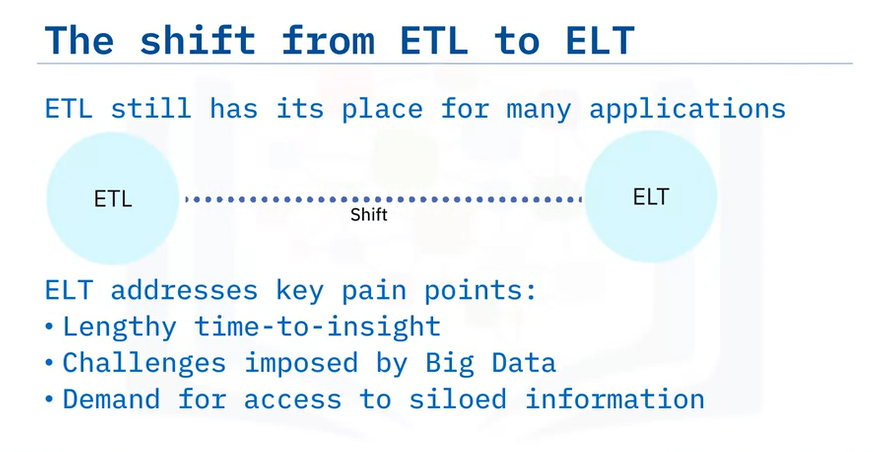 The shift from ETL to ELT
ETL still has its place for many applications
ETL
ELT
Shift
ELT addresses key pain points:
• Lengthy time-to-insight
• Challenges imposed by Big Data
• Demand for access to siloed information